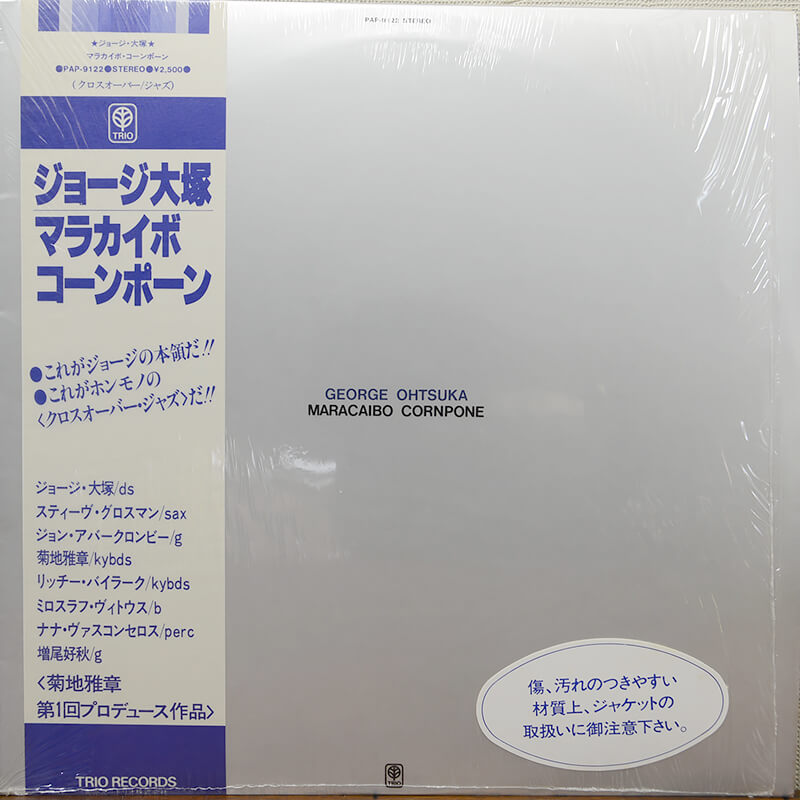 PAP-9122 STEREO
★ジョージ・大塚★
マラカイボ・コーンポーン
●PAP-9122●STEREO●¥2,500●
(クロスオーバー/ジャズ)
TRIO
ジョージ大塚
マラカイボ
コーンポーン
●これがジョージの本領だ!!
●これがホンモノの
〈クロスオーバー・ジャズ〉だ!!
ジョージ・大塚/ds
スティーヴ・グロスマン/sax
ジョン・アバークロンビー/g
菊地雅章/kybds
リッチー・バイラーク/kybds
ミロスラフ・ヴィトウス/b
ナナ・ヴァスコンセロス/perc
増尾好秋/g
〈菊地雅章
第1回プロデュース作品〉
TRIO RECORDS
GEORGE OHTSUKA
MARACAIBO CORNPONE
傷、汚れのつきやすい
材質上、ジャケットの
取扱いに御注意下さい。
TRIO